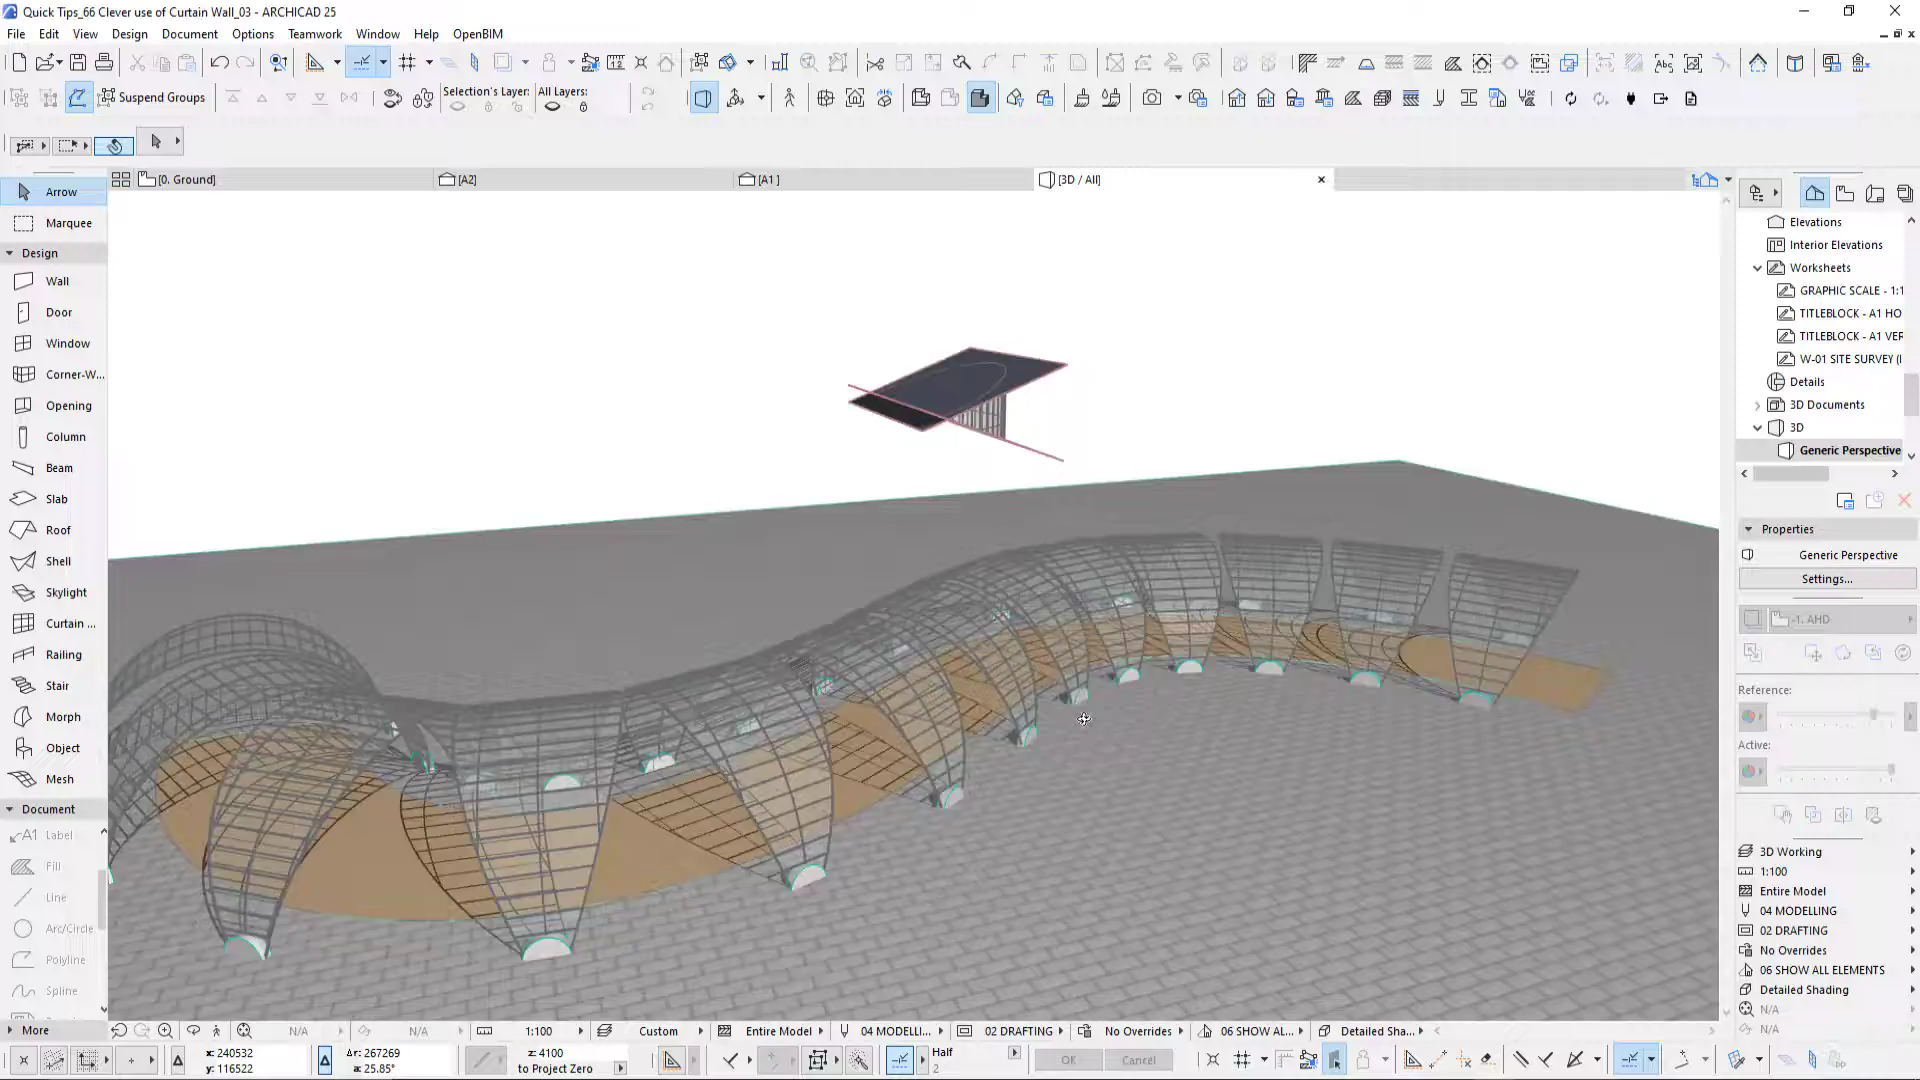 Quick Tips_66 Clever use of Curtain Wall_03 - ARCHICAD 25
File Edit View Design Document Options Teamwork Window Help OpenBIM
Suspend Groups
Selection's Layer: All Layers:
[0. Ground] [A2] [A1 ] [3D / All]
Arrow
Marquee
Design
Wall
Door
Window
Corner-W...
Opening
Column
Beam
Slab
Roof
Shell
Skylight
Curtain ...
Railing
Stair
Morph
Object
Mesh
Document
A1 Label
Fill
Line
Arc/Circle
Polyline
Spline
More
Elevations
Interior Elevations
Worksheets
GRAPHIC SCALE - 1:1
TITLEBLOCK - A1 HO
TITLEBLOCK - A1 VER
W-01 SITE SURVEY (I
Details
3D Documents
3D
Generic Perspective
Properties
Generic Perspective
Settings...
-1. AHD
Reference:
Active:
3D Working
1:100
Entire Model
04 MODELLING
02 DRAFTING
No Overrides
06 SHOW ALL ELEMENTS
Detailed Shading
N/A
N/A
N/A N/A 1:100 Custom Entire Model 04 MODELLI... 02 DRAFTING No Overrides 06 SHOW AL... Detailed Sha...
x: 240532
y: 116522
Δr: 267269
a: 25.85°
z: 4100
to Project Zero
Half
2
OK Cancel